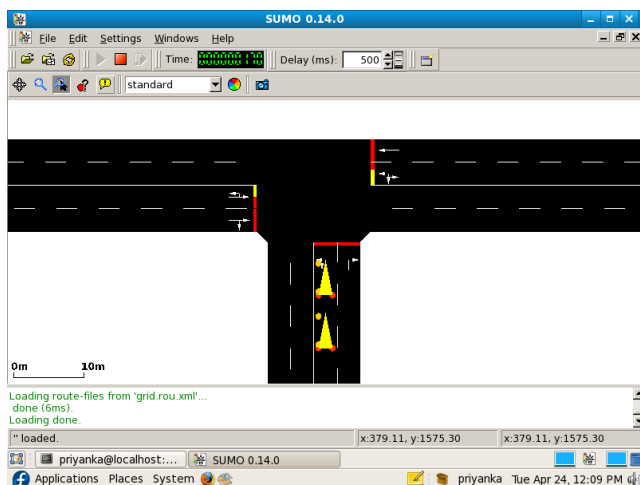 SUMO 0.14.0
File Edit Settings Windows Help
Time: Delay (ms): 500
standard
0m 10m
Loading route-files from 'grid.rou.xml'...
done (6ms).
Loading done.
'' loaded. x:379.11, y:1575.30 x:379.11, y:1575.30
priyanka@localhost:... SUMO 0.14.0
Applications Places System priyanka Tue Apr 24, 12:09 PM